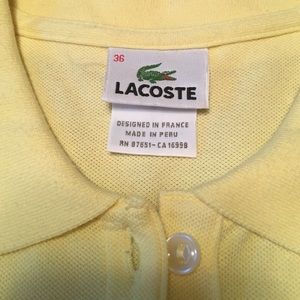 36
LACOSTE
DESIGNED IN FRANCE
MADE IN PERU
RN 87651-CA 16998